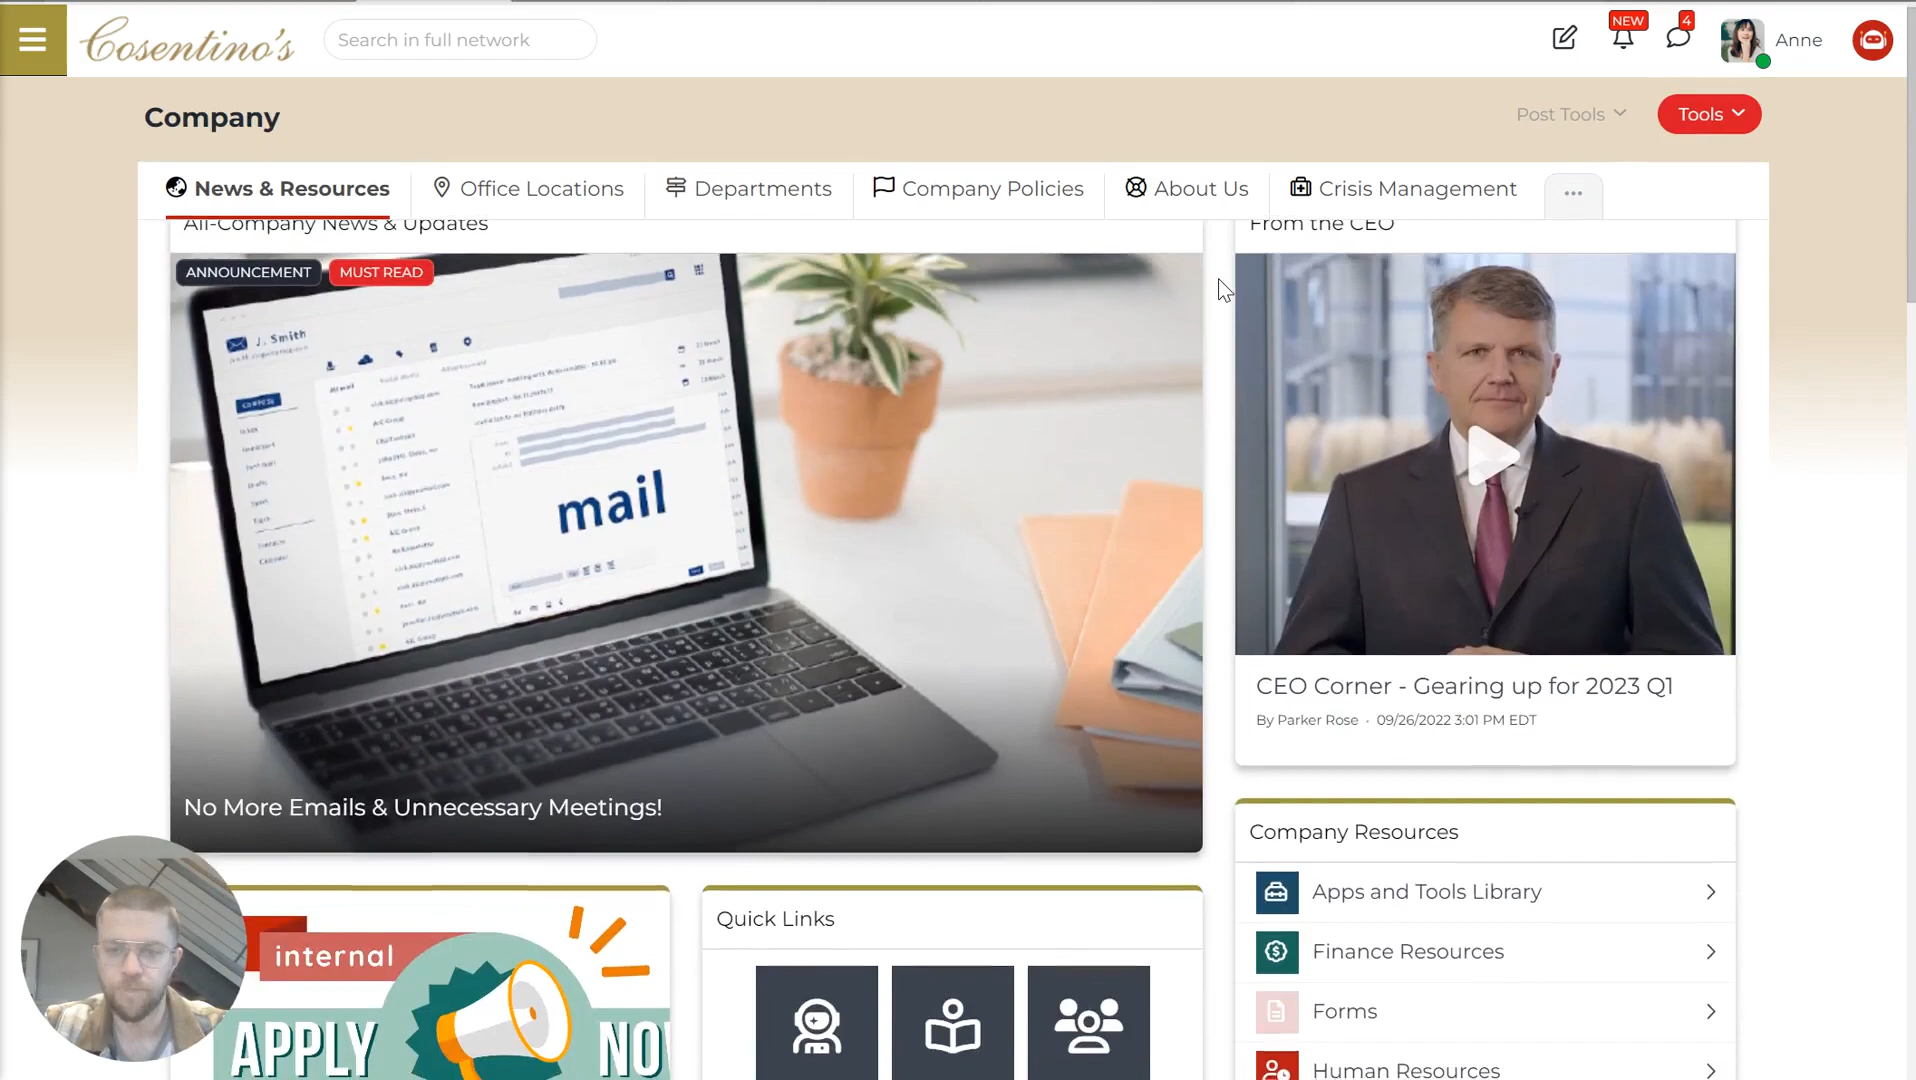 Cosentino's
Search in full network
NEW
4
Anne
Company
Post Tools
Tools
News & Resources
Office Locations
Departments
Company Policies
About Us
Crisis Management
...
All-Company News & Updates
From the CEO
ANNOUNCEMENT
MUST READ
J. Smith
mail
No More Emails & Unnecessary Meetings!
CEO Corner - Gearing up for 2023 Q1
By Parker Rose · 09/26/2022 3:01 PM EDT
Company Resources
Apps and Tools Library
Finance Resources
Forms
Human Resources
Quick Links
internal
APPLY NO